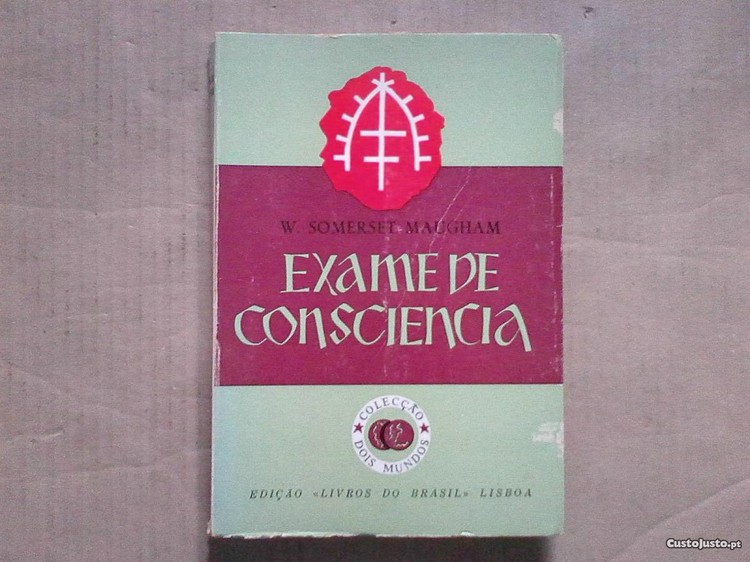 W. SOMERSET MAUGHAM
EXAME DE
CONSCIENCIA
COLECÇÃO
DOIS MUNDOS
EDIÇÃO «LIVROS DO BRASIL» LISBOA
CustoJusto.pt